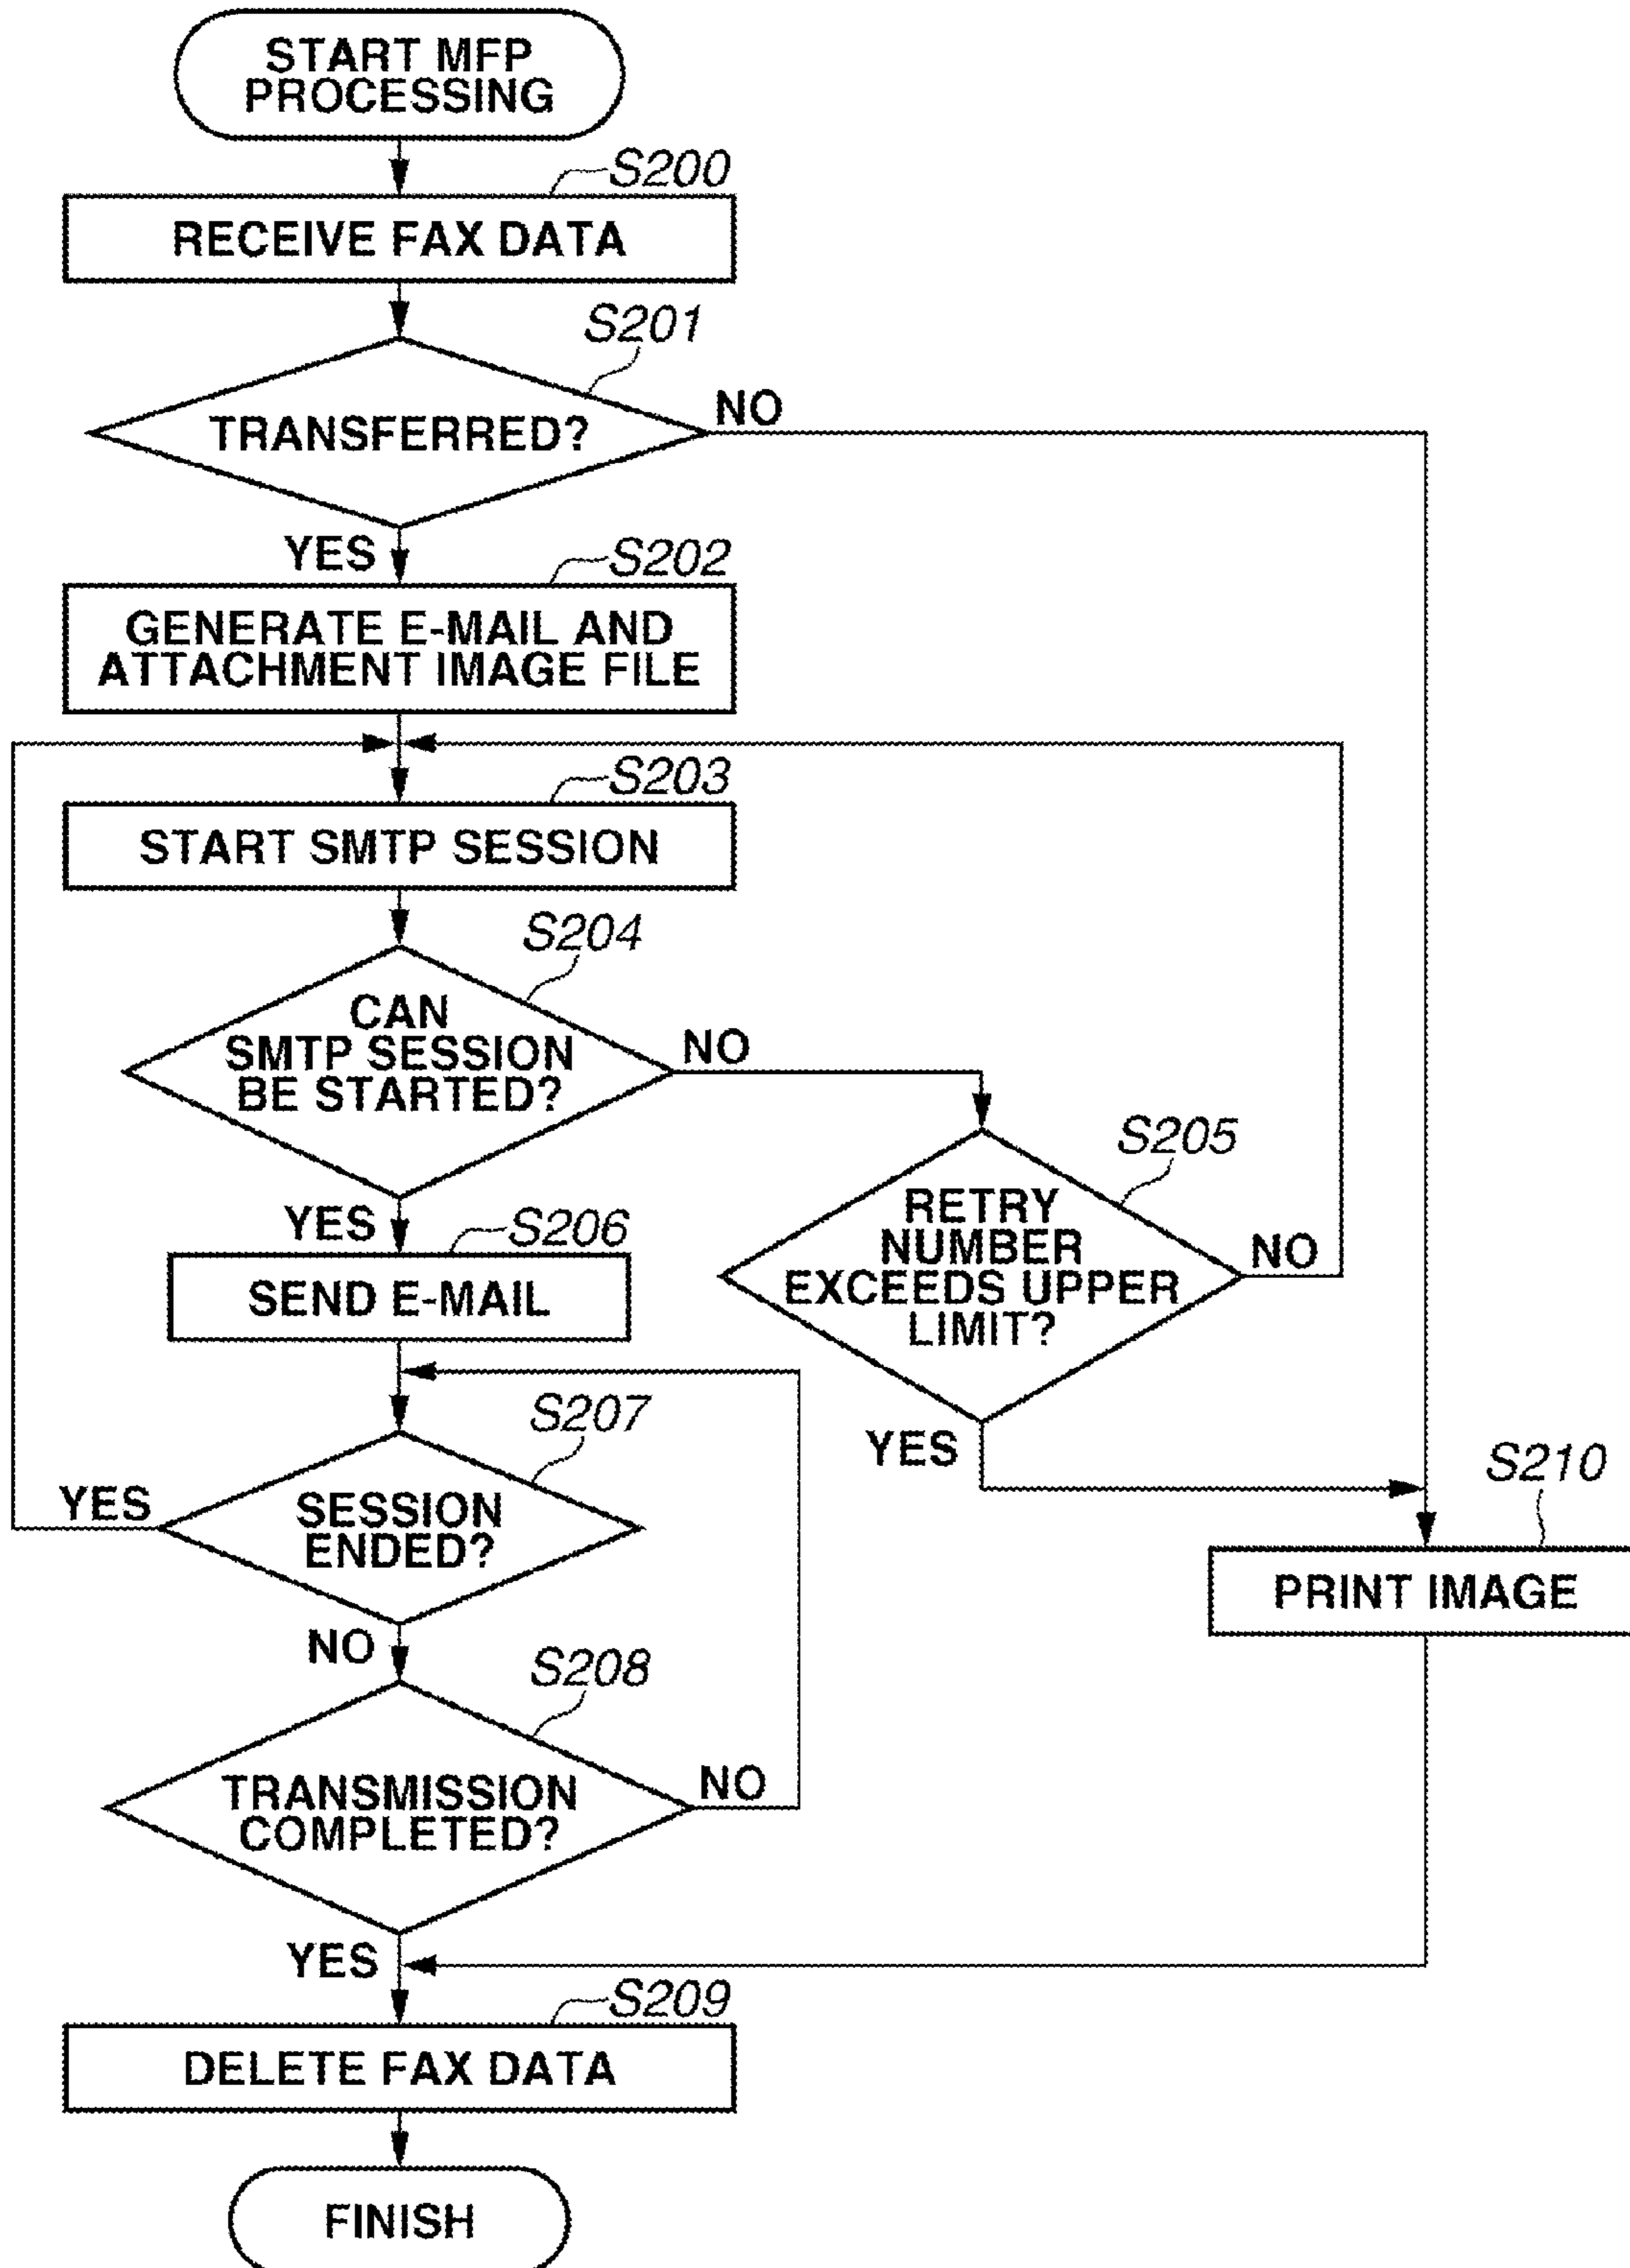 START MFP
PROCESSING
S200
RECEIVE FAX DATA
S201
TRANSFERRED?
NO
YES
S202
GENERATE E-MAIL AND
ATTACHMENT IMAGE FILE
S203
START SMTP SESSION
S204
CAN
SMTP SESSION
BE STARTED?
NO
S205
RETRY
NUMBER
EXCEEDS UPPER
LIMIT?
NO
YES
YES
S206
SEND E-MAIL
S207
SESSION
ENDED?
YES
NO
S210
PRINT IMAGE
S208
TRANSMISSION
COMPLETED?
NO
YES
S209
DELETE FAX DATA
FINISH